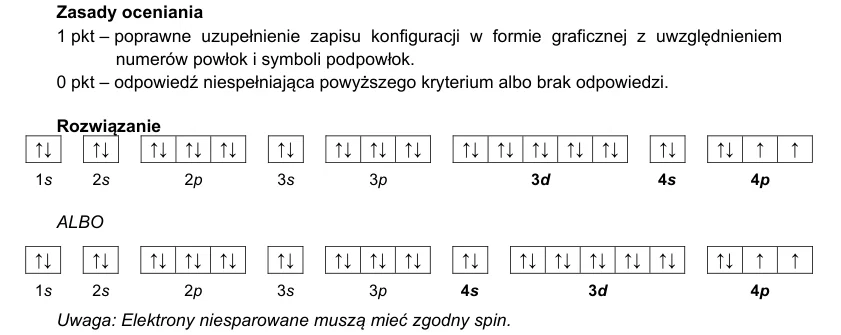 Zasady oceniania
1 pkt – poprawne uzupełnienie zapisu konfiguracji w formie graficznej z uwzględnieniem
numerów powłok i symboli podpowłok.
0 pkt – odpowiedź niespełniająca powyższego kryterium albo brak odpowiedzi.
Rozwiązanie
↑↓ ↑↓ ↑↓ ↑↓ ↑↓ ↑↓ ↑↓ ↑↓ ↑↓ ↑↓ ↑↓ ↑↓ ↑↓ ↑↓ ↑↓ ↑↓ ↑ ↑
1s 2s 2p 3s 3p 3d 4s 4p
ALBO
↑↓ ↑↓ ↑↓ ↑↓ ↑↓ ↑↓ ↑↓ ↑↓ ↑↓ ↑↓ ↑↓ ↑↓ ↑↓ ↑↓ ↑↓ ↑↓ ↑ ↑
1s 2s 2p 3s 3p 4s 3d 4p
Uwaga: Elektrony niesparowane muszą mieć zgodny spin.